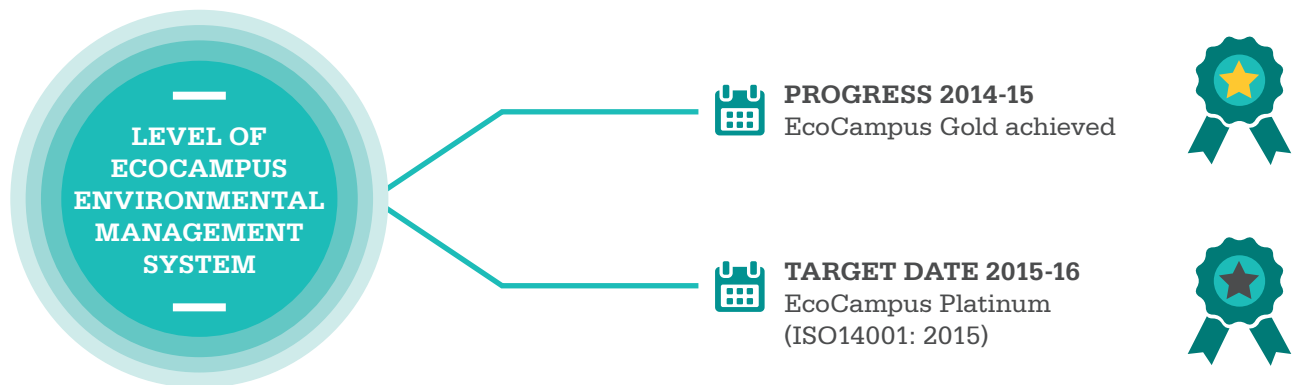 LEVEL OF
ECOCAMPUS
ENVIRONMENTAL
MANAGEMENT
SYSTEM
PROGRESS 2014-15
EcoCampus Gold achieved
TARGET DATE 2015-16
EcoCampus Platinum
(ISO14001: 2015)